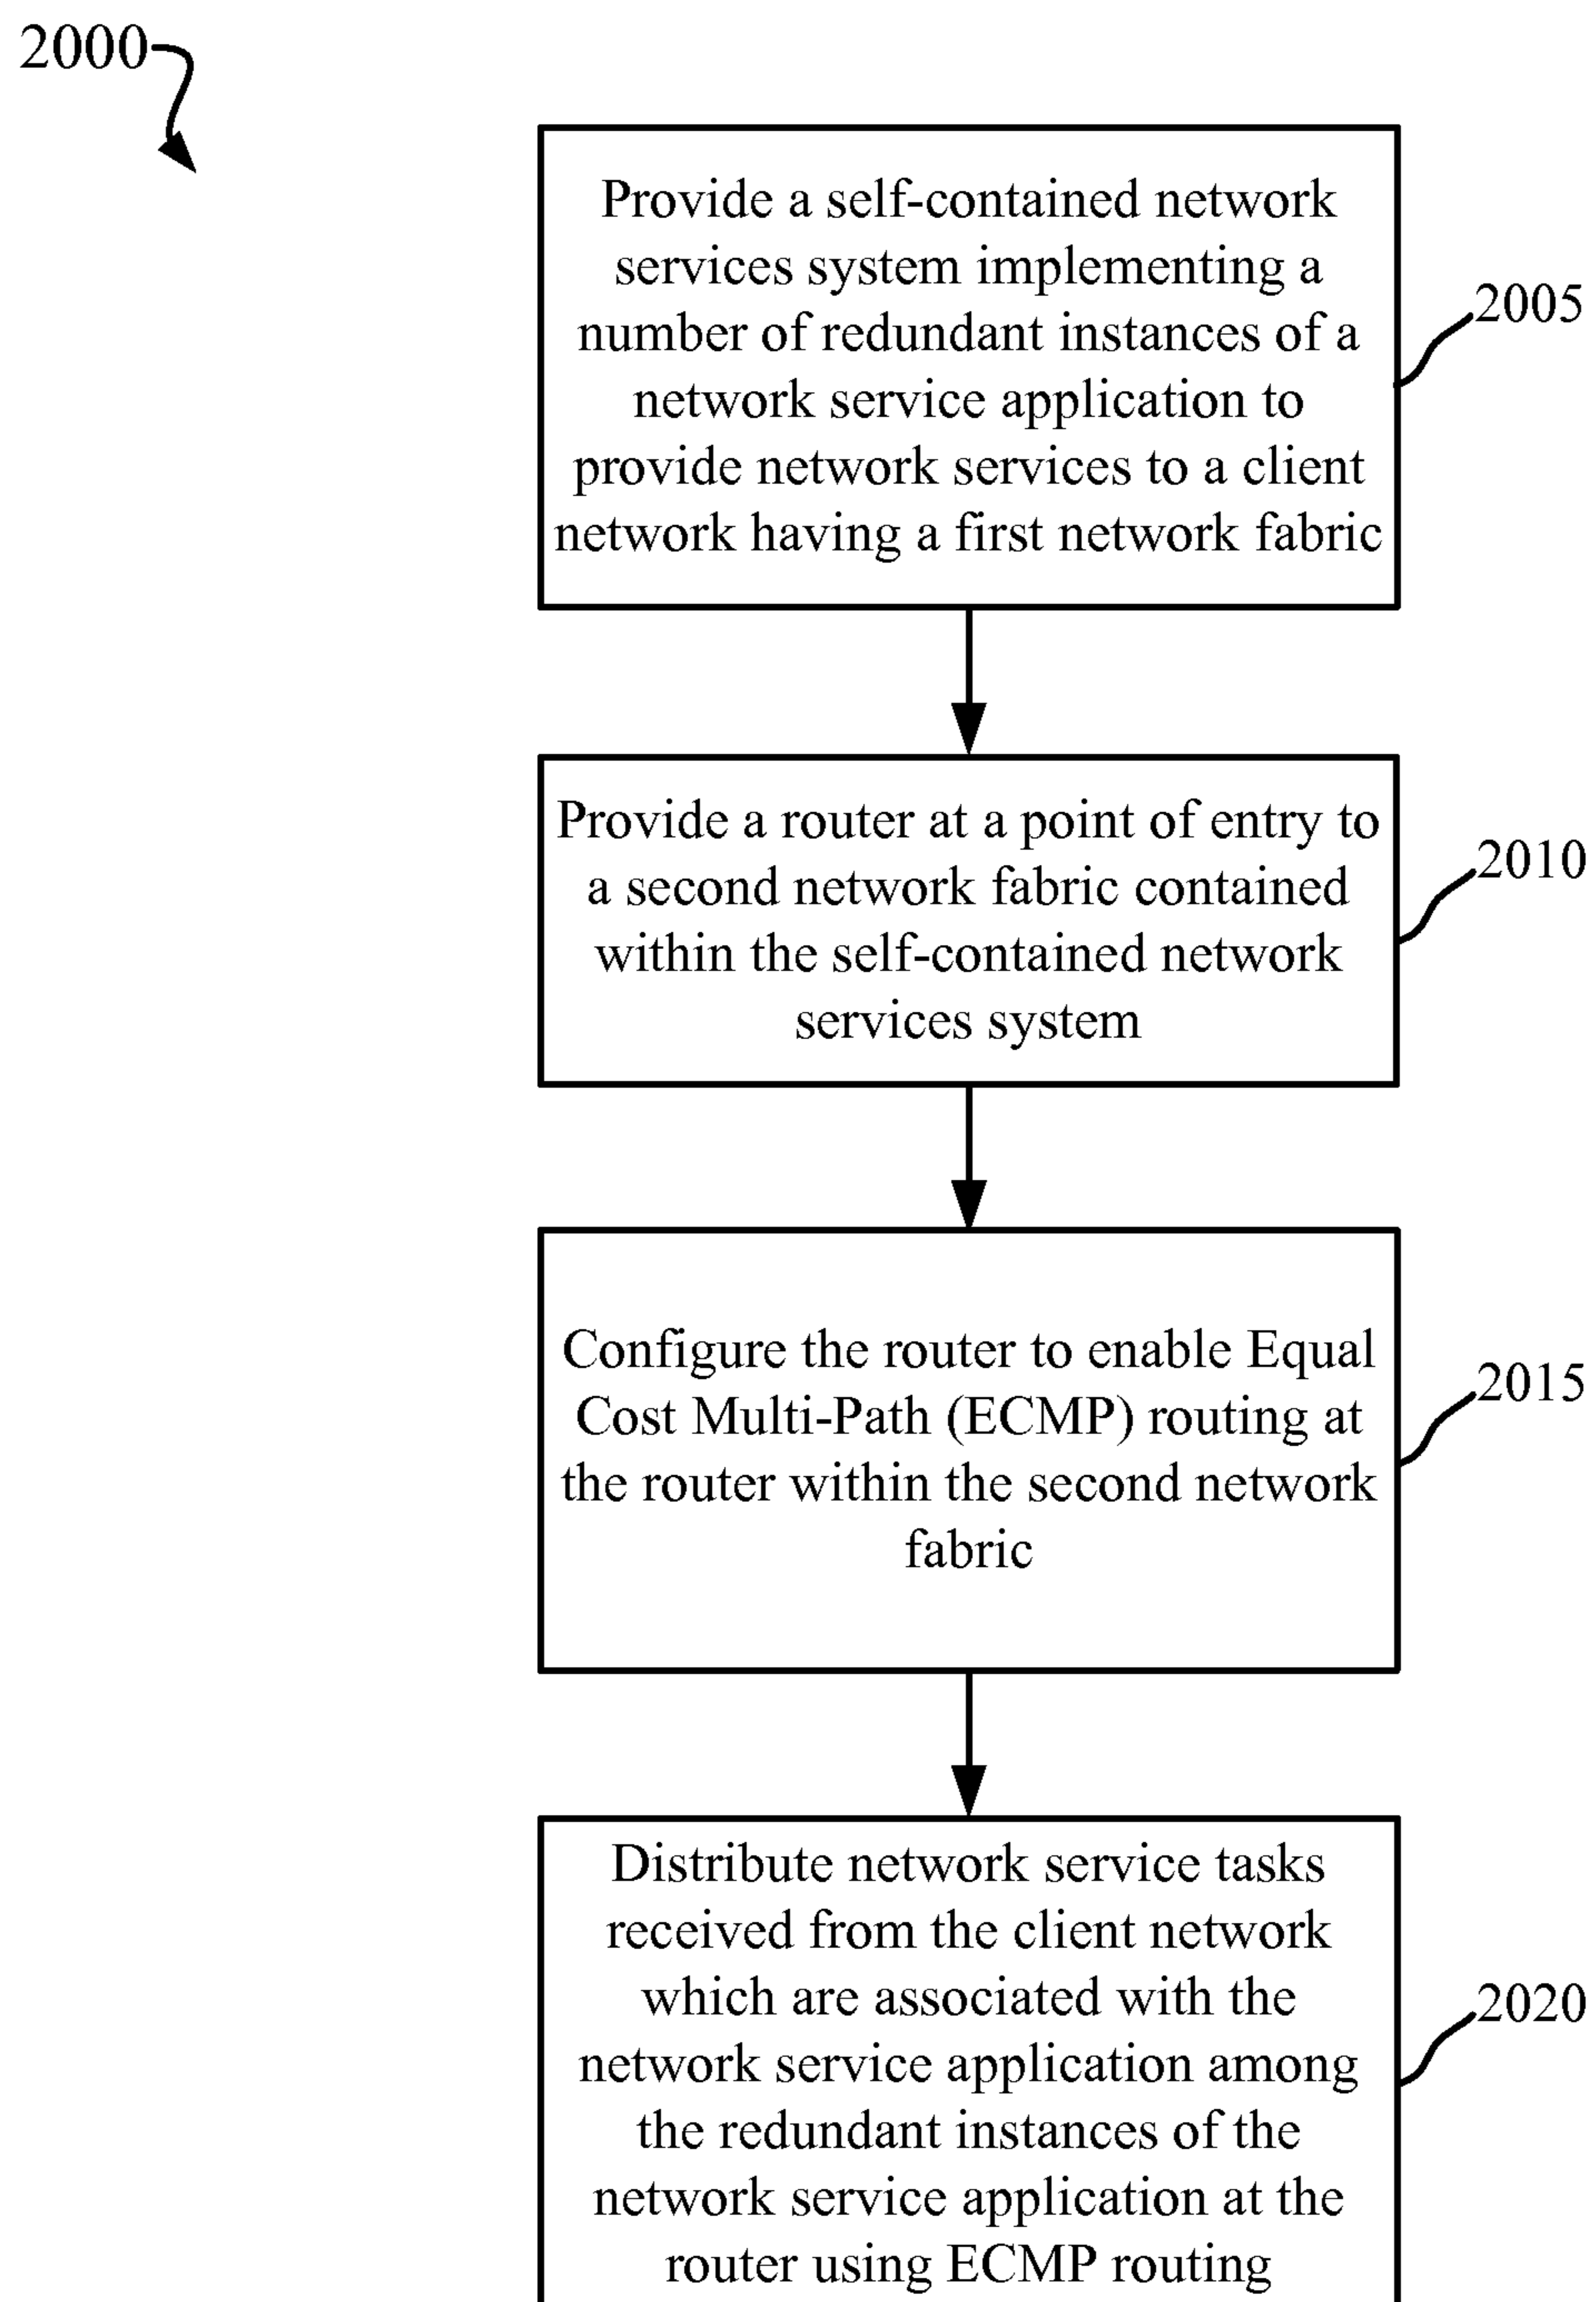 2000
Provide a self-contained network
services system implementing a
number of redundant instances of a
network service application to
provide network services to a client
network having a first network fabric
2005
Provide a router at a point of entry to
a second network fabric contained
within the self-contained network
services system
2010
Configure the router to enable Equal
Cost Multi-Path (ECMP) routing at
the router within the second network
fabric
2015
Distribute network service tasks
received from the client network
which are associated with the
network service application among
the redundant instances of the
network service application at the
router using ECMP routing
2020